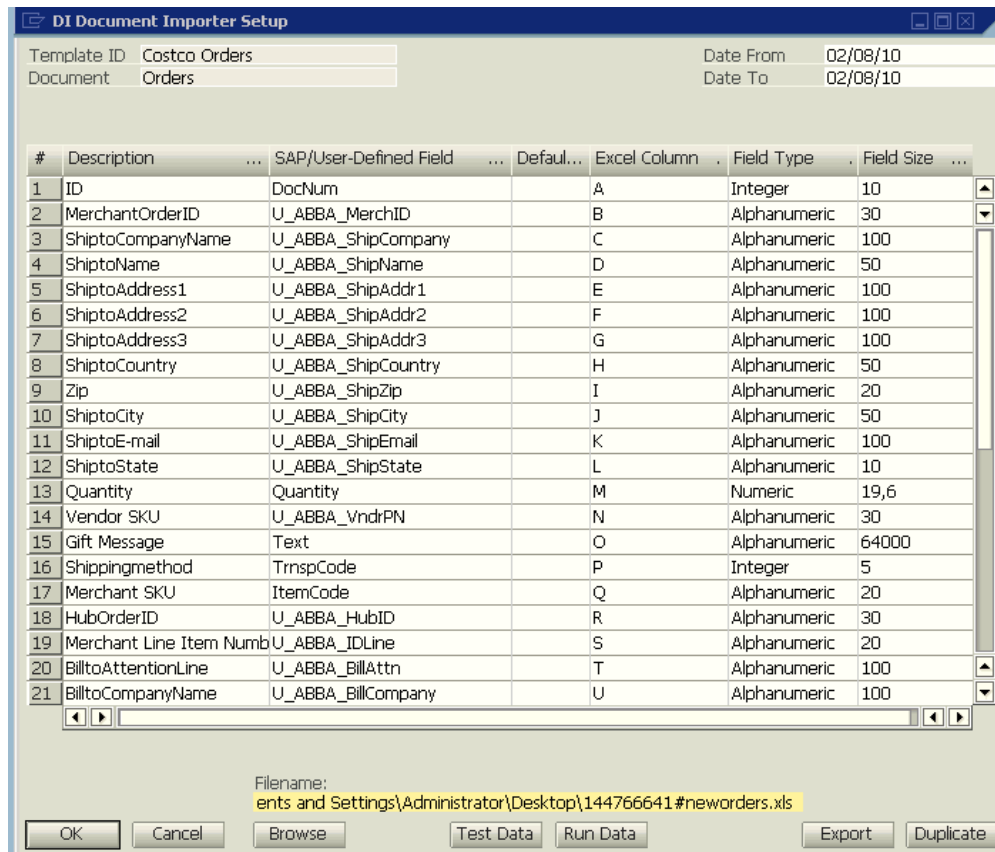 DI Document Importer Setup
Template ID Costco Orders Date From 02/08/10
Document Orders Date To 02/08/10
# Description ... SAP/User-Defined Field ... Defaul... Excel Column . Field Type . Field Size ...
1 ID DocNum A Integer 10
2 MerchantOrderID U_ABBA_MerchID B Alphanumeric 30
3 ShiptoCompanyName U_ABBA_ShipCompany C Alphanumeric 100
4 ShiptoName U_ABBA_ShipName D Alphanumeric 50
5 ShiptoAddress1 U_ABBA_ShipAddr1 E Alphanumeric 100
6 ShiptoAddress2 U_ABBA_ShipAddr2 F Alphanumeric 100
7 ShiptoAddress3 U_ABBA_ShipAddr3 G Alphanumeric 100
8 ShiptoCountry U_ABBA_ShipCountry H Alphanumeric 50
9 Zip U_ABBA_ShipZip I Alphanumeric 20
10 ShiptoCity U_ABBA_ShipCity J Alphanumeric 50
11 ShiptoE-mail U_ABBA_ShipEmail K Alphanumeric 100
12 ShiptoState U_ABBA_ShipState L Alphanumeric 10
13 Quantity Quantity M Numeric 19,6
14 Vendor SKU U_ABBA_VndrPN N Alphanumeric 30
15 Gift Message Text O Alphanumeric 64000
16 Shippingmethod TrnspCode P Integer 5
17 Merchant SKU ItemCode Q Alphanumeric 20
18 HubOrderID U_ABBA_HubID R Alphanumeric 30
19 Merchant Line Item Numb U_ABBA_IDLine S Alphanumeric 20
20 BilltoAttentionLine U_ABBA_BillAttn T Alphanumeric 100
21 BilltoCompanyName U_ABBA_BillCompany U Alphanumeric 100
Filename:
ents and Settings\Administrator\Desktop\144766641#neworders.xls
OK Cancel Browse Test Data Run Data Export Duplicate